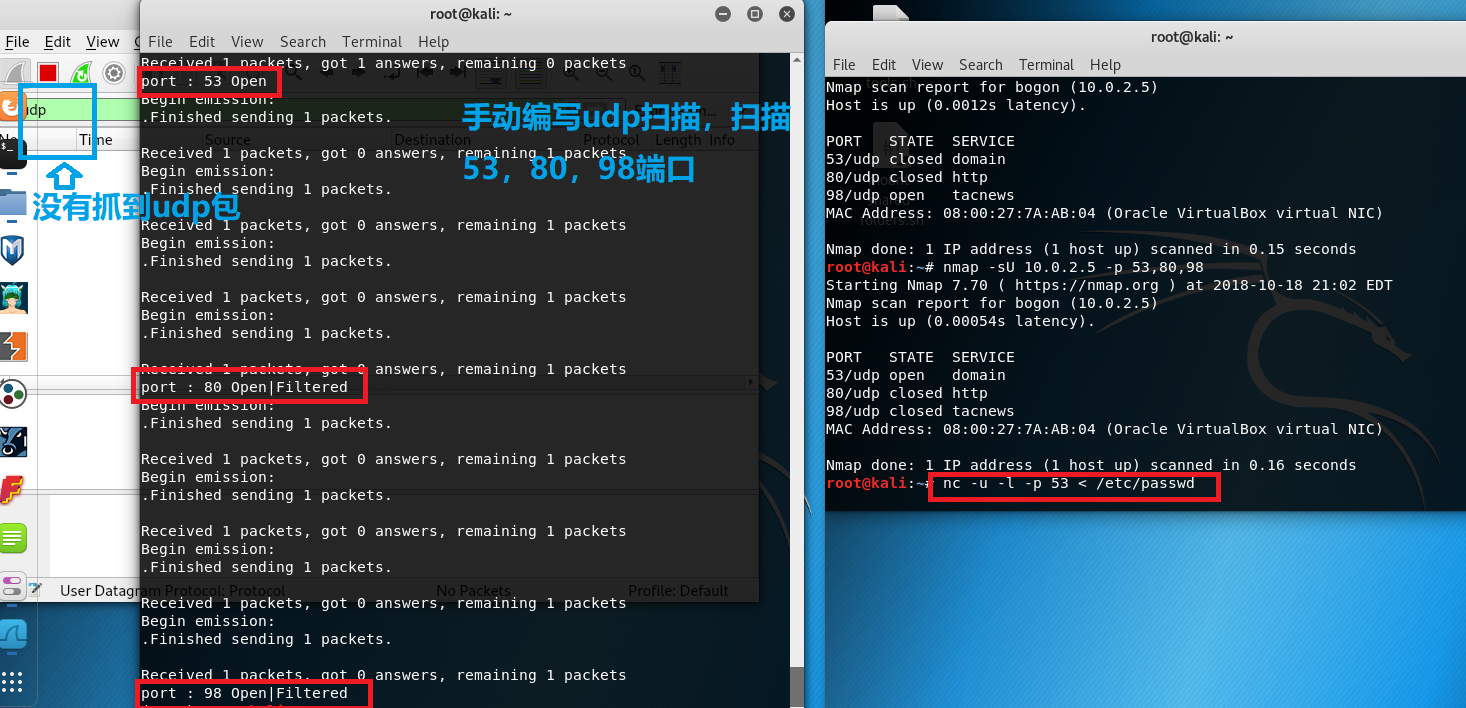 File Edit View
udp
No. Time Source Destination Protocol Length Info
没有抓到udp包
User Datagram Protocol: Protocol No Packets Profile: Default
root@kali: ~
File Edit View Search Terminal Help
Received 1 packets, got 1 answers, remaining 0 packets
port : 53 Open
Begin emission:
.Finished sending 1 packets.
手动编写udp扫描，扫描
53，80，98端口
Received 1 packets, got 0 answers, remaining 1 packets
Begin emission:
.Finished sending 1 packets.
Received 1 packets, got 0 answers, remaining 1 packets
Begin emission:
.Finished sending 1 packets.
Received 1 packets, got 0 answers, remaining 1 packets
Begin emission:
.Finished sending 1 packets.
Received 1 packets, got 0 answers, remaining 1 packets
port : 80 Open|Filtered
Begin emission:
.Finished sending 1 packets.
Received 1 packets, got 0 answers, remaining 1 packets
Begin emission:
.Finished sending 1 packets.
Received 1 packets, got 0 answers, remaining 1 packets
Begin emission:
.Finished sending 1 packets.
Received 1 packets, got 0 answers, remaining 1 packets
Begin emission:
.Finished sending 1 packets.
Received 1 packets, got 0 answers, remaining 1 packets
port : 98 Open|Filtered
root@kali: ~
File Edit View Search Terminal Help
Nmap scan report for bogon (10.0.2.5)
Host is up (0.0012s latency).
PORT STATE SERVICE
53/udp closed domain
80/udp closed http
98/udp open tacnews
MAC Address: 08:00:27:7A:AB:04 (Oracle VirtualBox virtual NIC)
Nmap done: 1 IP address (1 host up) scanned in 0.15 seconds
root@kali:~# nmap -sU 10.0.2.5 -p 53,80,98
Starting Nmap 7.70 ( https://nmap.org ) at 2018-10-18 21:02 EDT
Nmap scan report for bogon (10.0.2.5)
Host is up (0.00054s latency).
PORT STATE SERVICE
53/udp open domain
80/udp closed http
98/udp closed tacnews
MAC Address: 08:00:27:7A:AB:04 (Oracle VirtualBox virtual NIC)
Nmap done: 1 IP address (1 host up) scanned in 0.16 seconds
root@kali:~# nc -u -l -p 53 < /etc/passwd